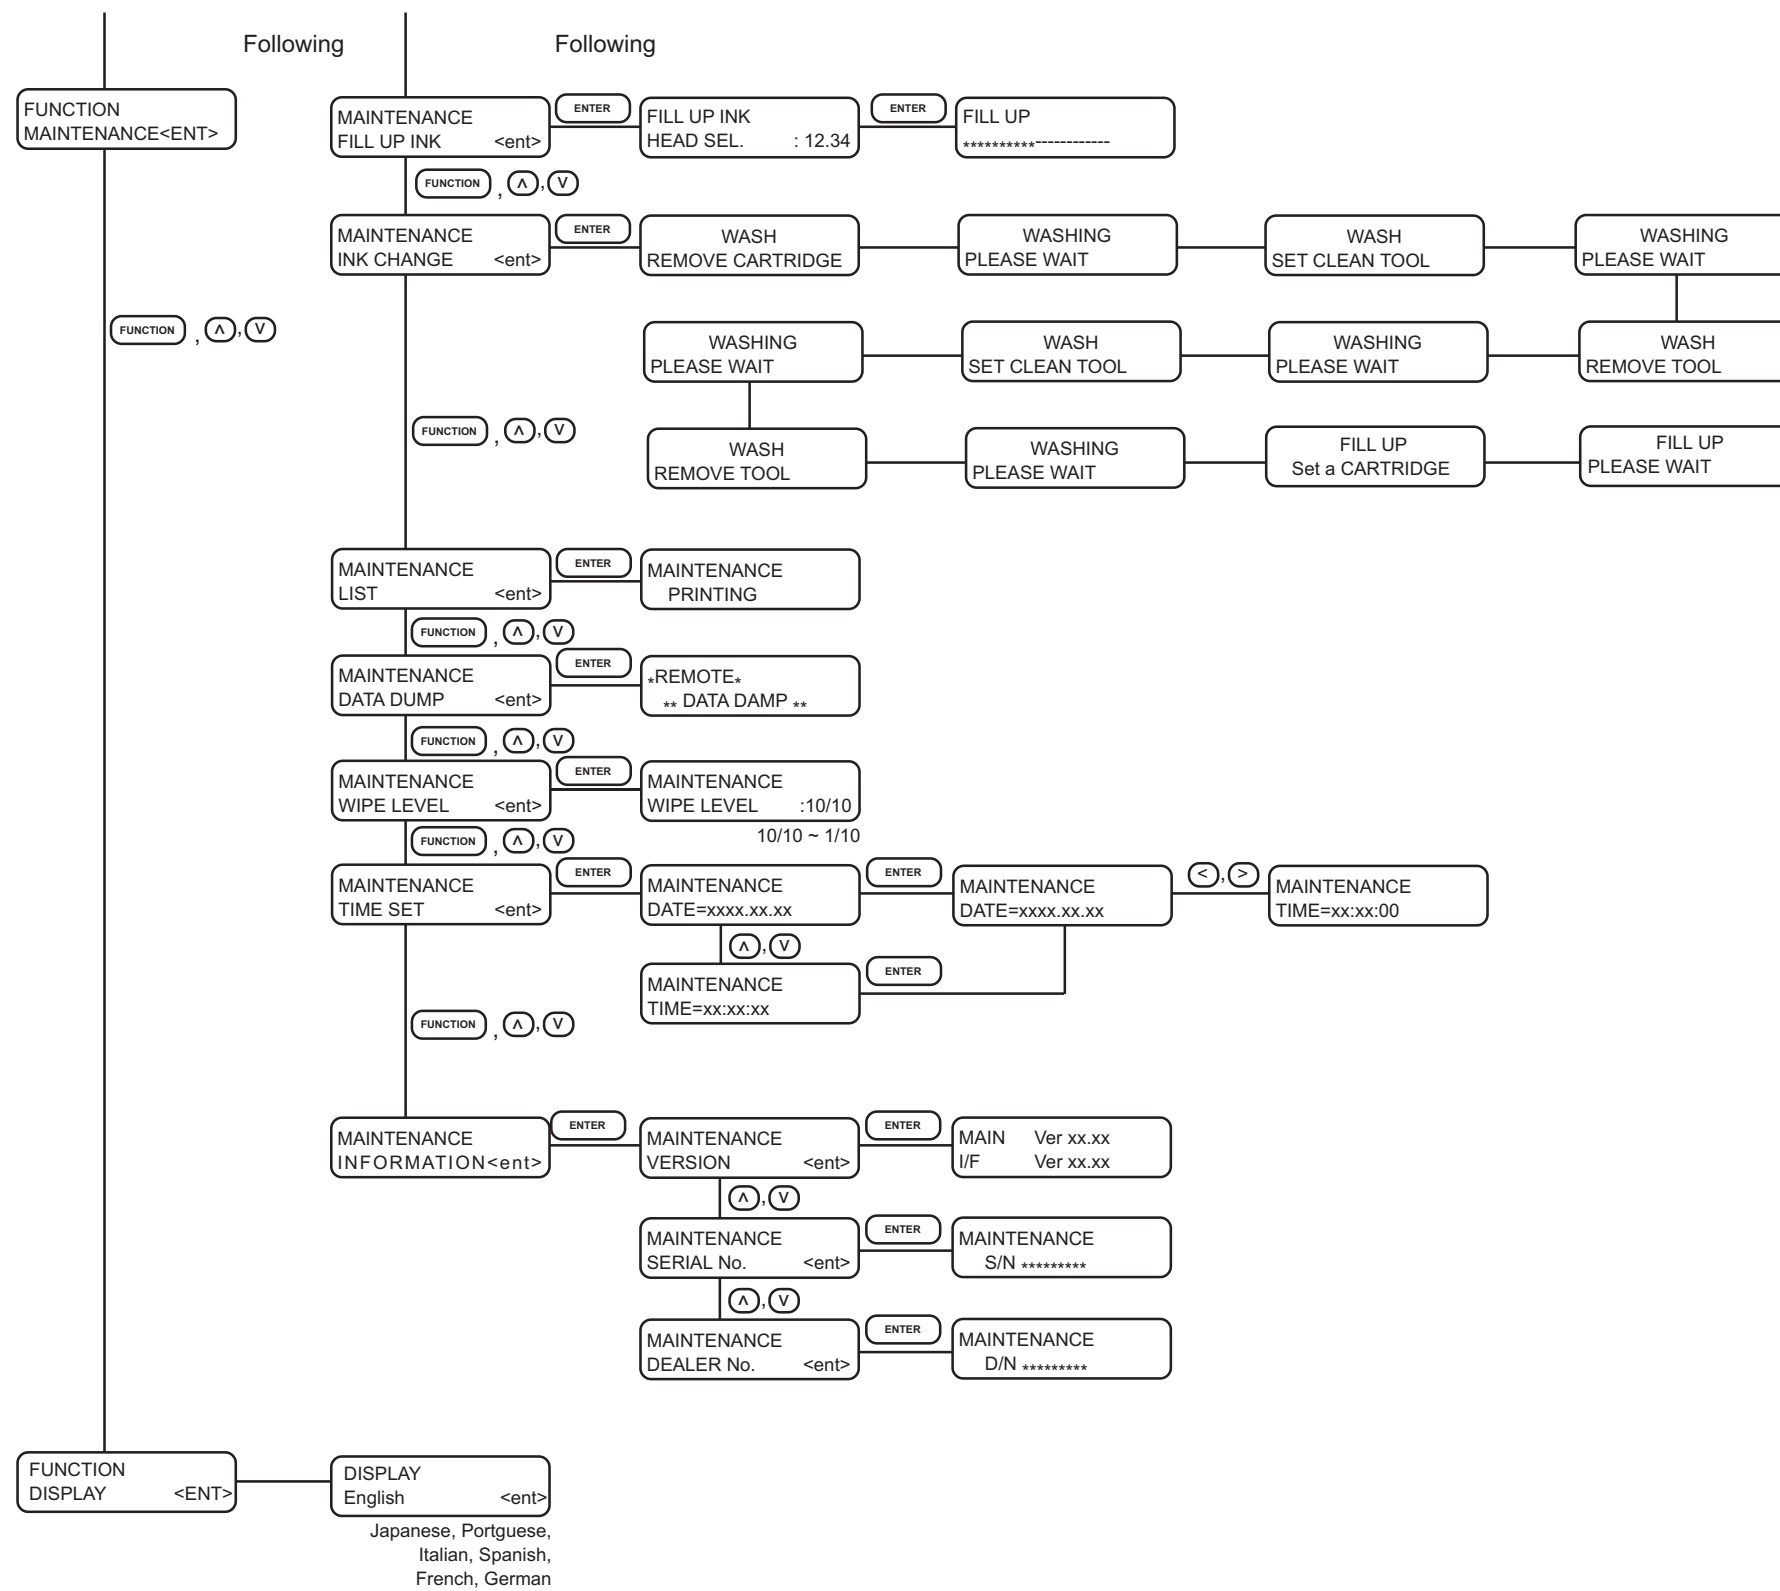 Following
Following
FUNCTION
MAINTENANCE<ENT>
MAINTENANCE
FILL UP INK <ent>
ENTER
FILL UP INK
HEAD SEL. : 12.34
ENTER
FILL UP
**********------------
FUNCTION , ∧ , ∨
MAINTENANCE
INK CHANGE <ent>
ENTER
WASH
REMOVE CARTRIDGE
WASHING
PLEASE WAIT
WASH
SET CLEAN TOOL
WASHING
PLEASE WAIT
FUNCTION , ∧ , ∨
WASHING
PLEASE WAIT
WASH
SET CLEAN TOOL
WASHING
PLEASE WAIT
WASH
REMOVE TOOL
FUNCTION , ∧ , ∨
WASH
REMOVE TOOL
WASHING
PLEASE WAIT
FILL UP
Set a CARTRIDGE
FILL UP
PLEASE WAIT
MAINTENANCE
LIST <ent>
ENTER
MAINTENANCE
PRINTING
FUNCTION , ∧ , ∨
MAINTENANCE
DATA DUMP <ent>
ENTER
*REMOTE*
** DATA DAMP **
FUNCTION , ∧ , ∨
MAINTENANCE
WIPE LEVEL <ent>
ENTER
MAINTENANCE
WIPE LEVEL :10/10
10/10 ~ 1/10
FUNCTION , ∧ , ∨
MAINTENANCE
TIME SET <ent>
ENTER
MAINTENANCE
DATE=xxxx.xx.xx
ENTER
MAINTENANCE
DATE=xxxx.xx.xx
< , >
MAINTENANCE
TIME=xx:xx:00
∧ , ∨
MAINTENANCE
TIME=xx:xx:xx
ENTER
FUNCTION , ∧ , ∨
MAINTENANCE
INFORMATION<ent>
ENTER
MAINTENANCE
VERSION <ent>
ENTER
MAIN Ver xx.xx
I/F Ver xx.xx
∧ , ∨
MAINTENANCE
SERIAL No. <ent>
ENTER
MAINTENANCE
S/N *********
∧ , ∨
MAINTENANCE
DEALER No. <ent>
ENTER
MAINTENANCE
D/N *********
FUNCTION
DISPLAY <ENT>
DISPLAY
English <ent>
Japanese, Portguese,
Italian, Spanish,
French, German